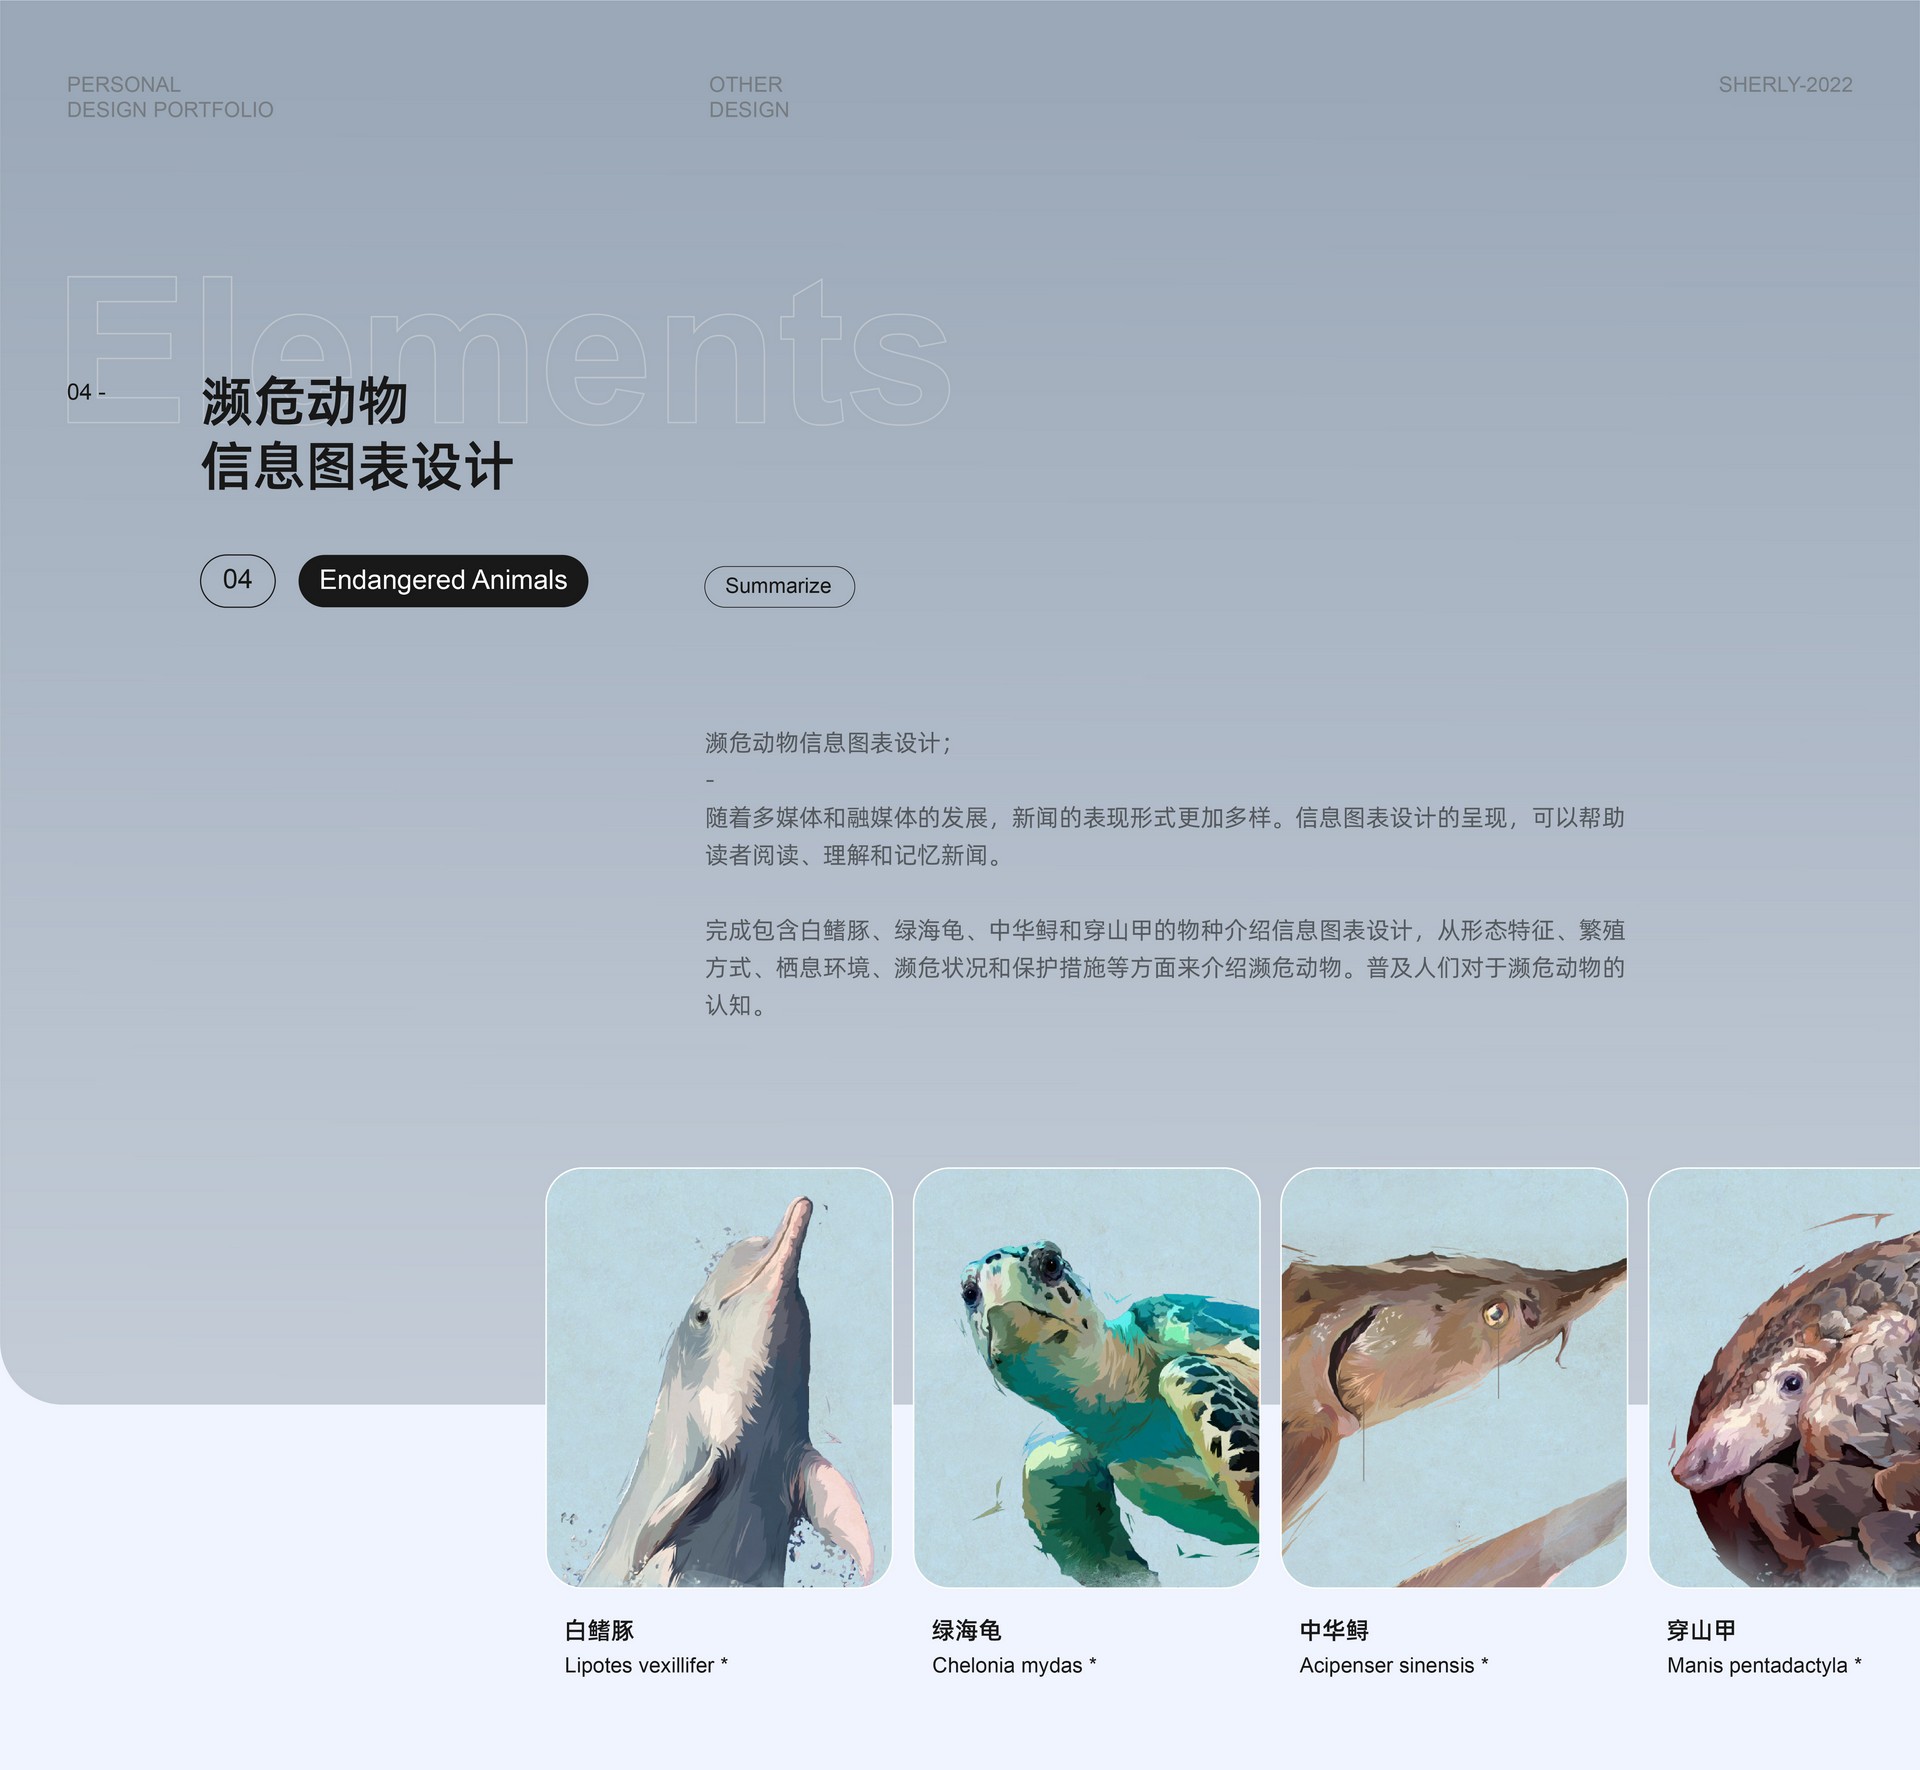 PERSONAL
DESIGN PORTFOLIO
OTHER
DESIGN
SHERLY-2022
Elements
04 -
濒危动物
信息图表设计
04
Endangered Animals
Summarize
濒危动物信息图表设计；
-
随着多媒体和融媒体的发展，新闻的表现形式更加多样。信息图表设计的呈现，可以帮助
读者阅读、理解和记忆新闻。
完成包含白鳍豚、绿海龟、中华鲟和穿山甲的物种介绍信息图表设计，从形态特征、繁殖
方式、栖息环境、濒危状况和保护措施等方面来介绍濒危动物。普及人们对于濒危动物的
认知。
白鳍豚
Lipotes vexillifer *
绿海龟
Chelonia mydas *
中华鲟
Acipenser sinensis *
穿山甲
Manis pentadactyla *